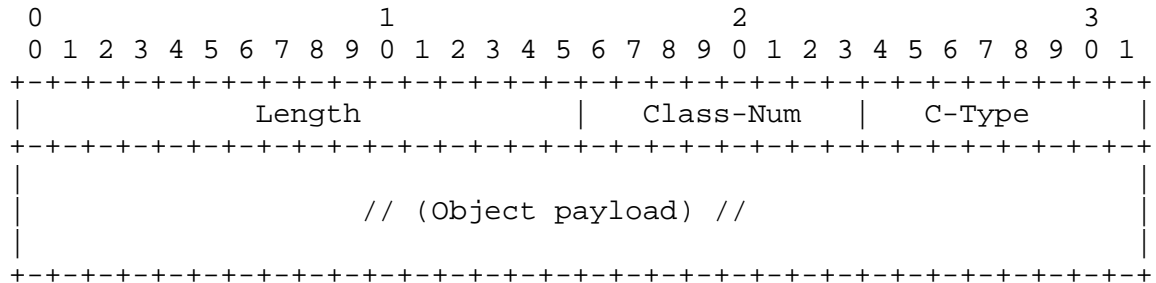 0                   1                   2                   3
 0 1 2 3 4 5 6 7 8 9 0 1 2 3 4 5 6 7 8 9 0 1 2 3 4 5 6 7 8 9 0 1
+-+-+-+-+-+-+-+-+-+-+-+-+-+-+-+-+-+-+-+-+-+-+-+-+-+-+-+-+-+-+-+-+
|             Length            |   Class-Num   |   C-Type      |
+-+-+-+-+-+-+-+-+-+-+-+-+-+-+-+-+-+-+-+-+-+-+-+-+-+-+-+-+-+-+-+-+
|                                                               |
|                   // (Object payload) //                      |
|                                                               |
+-+-+-+-+-+-+-+-+-+-+-+-+-+-+-+-+-+-+-+-+-+-+-+-+-+-+-+-+-+-+-+-+